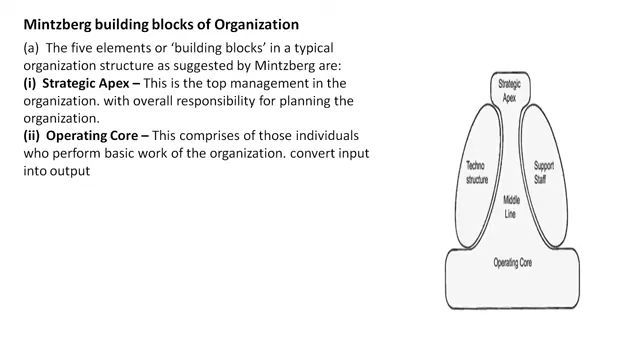 Mintzberg building blocks of Organization
(a)  The five elements or ‘building blocks’ in a typical
organization structure as suggested by Mintzberg are:
(i)  Strategic Apex – This is the top management in the
organization. with overall responsibility for planning the
organization.
(ii)  Operating Core – This comprises of those individuals
who perform basic work of the organization. convert input
into output
Strategic
Apex
Techno
structure
Support
Staff
Middle
Line
Operating Core